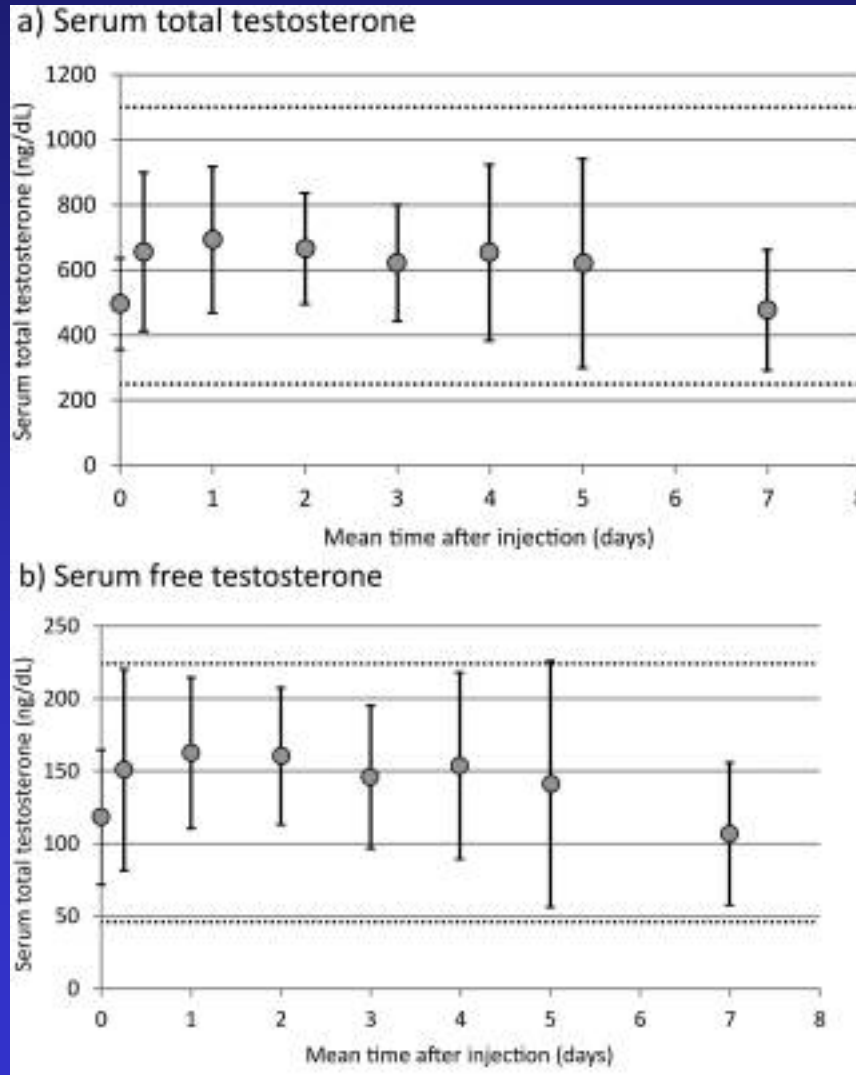 a) Serum total testosterone
Serum total testosterone (ng/dL)
1200
1000
800
600
400
200
0
0 1 2 3 4 5 6 7 8
Mean time after injection (days)
b) Serum free testosterone
Serum total testosterone (ng/dL)
250
200
150
100
50
0
0 1 2 3 4 5 6 7 8
Mean time after injection (days)